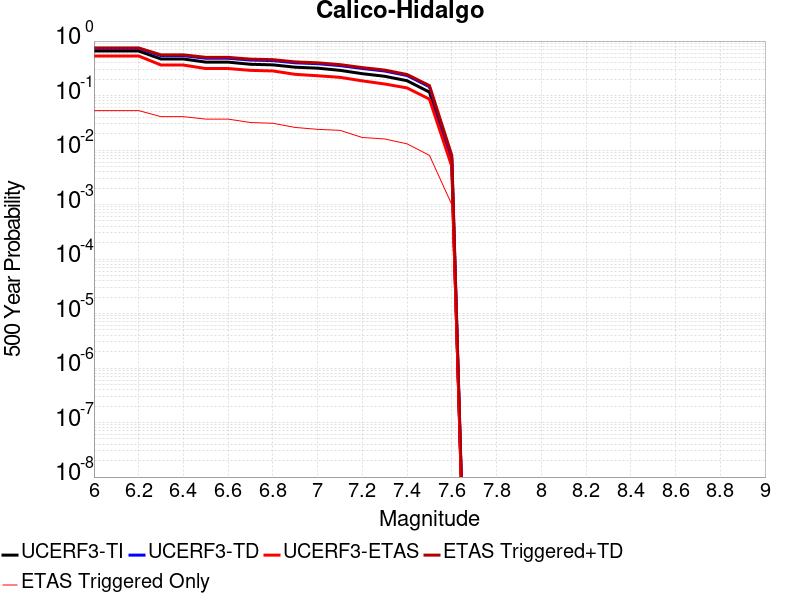 Calico-Hidalgo
500 Year Probability
10^0
10^-1
10^-2
10^-3
10^-4
10^-5
10^-6
10^-7
10^-8
6 6.2 6.4 6.6 6.8 7 7.2 7.4 7.6 7.8 8 8.2 8.4 8.6 8.8 9
Magnitude
UCERF3-TI UCERF3-TD UCERF3-ETAS ETAS Triggered+TD
ETAS Triggered Only